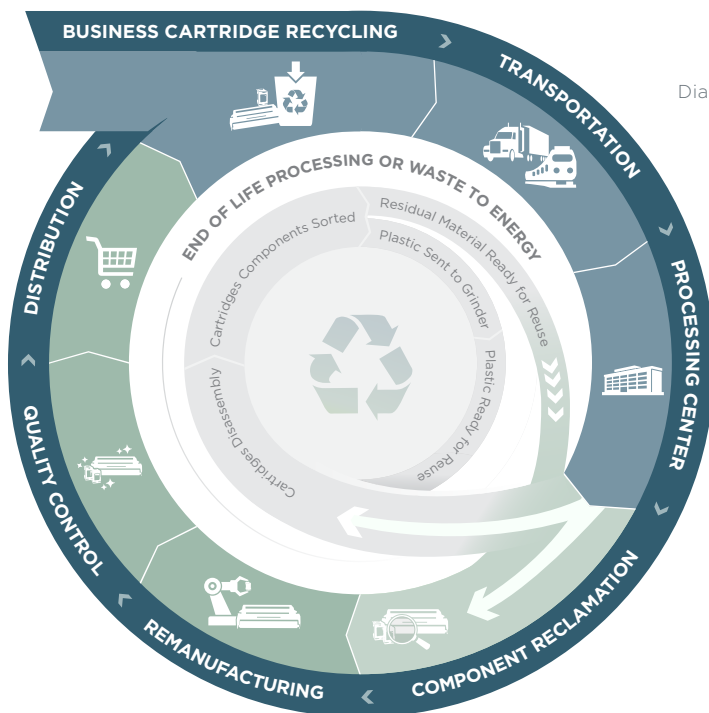 BUSINESS CARTRIDGE RECYCLING
TRANSPORTATION
Dia
PROCESSING CENTER
COMPONENT RECLAMATION
REMANUFACTURING
QUALITY CONTROL
DISTRIBUTION
END OF LIFE PROCESSING OR WASTE TO ENERGY
Cartridges Disassembly
Cartridges Components Sorted
Residual Material Ready for Reuse
Plastic Sent to Grinder
Plastic Ready for Reuse